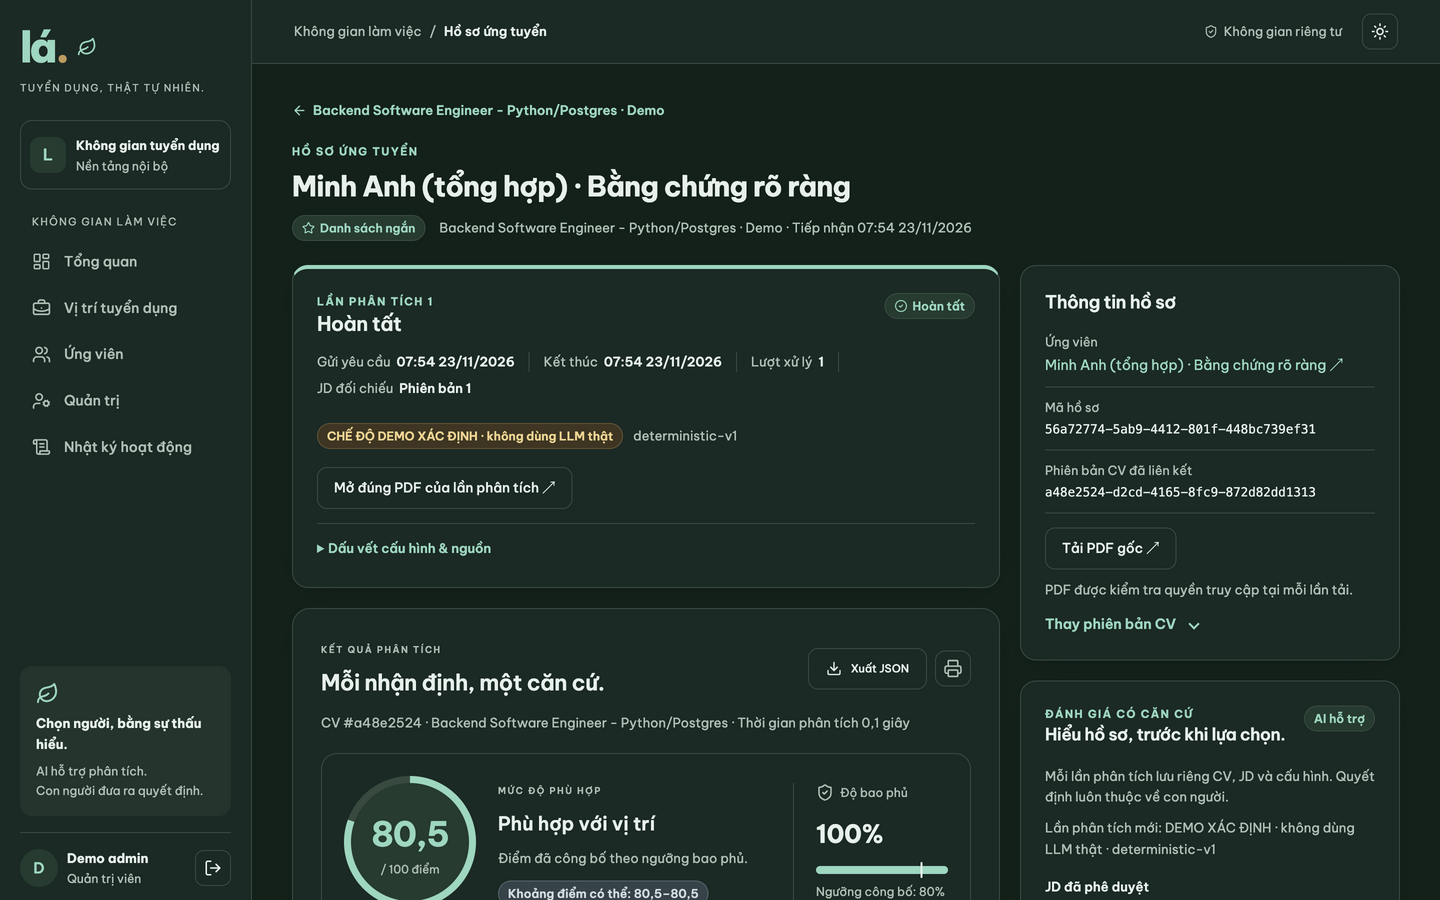 lá.
TUYỂN DỤNG, THẬT TỰ NHIÊN.
L
Không gian tuyển dụng
Nền tảng nội bộ
KHÔNG GIAN LÀM VIỆC
Tổng quan
Vị trí tuyển dụng
Ứng viên
Quản trị
Nhật ký hoạt động
Chọn người, bằng sự thấu
hiểu.
AI hỗ trợ phân tích.
Con người đưa ra quyết định.
D
Demo admin
Quản trị viên
Không gian làm việc / Hồ sơ ứng tuyển
Không gian riêng tư
← Backend Software Engineer - Python/Postgres · Demo
HỒ SƠ ỨNG TUYỂN
Minh Anh (tổng hợp) · Bằng chứng rõ ràng
Danh sách ngắn
Backend Software Engineer - Python/Postgres · Demo · Tiếp nhận 07:54 23/11/2026
LẦN PHÂN TÍCH 1
Hoàn tất
Hoàn tất
Gửi yêu cầu 07:54 23/11/2026
Kết thúc 07:54 23/11/2026
Lượt xử lý 1
JD đối chiếu Phiên bản 1
CHẾ ĐỘ DEMO XÁC ĐỊNH · không dùng LLM thật
deterministic-v1
Mở đúng PDF của lần phân tích ↗
Dấu vết cấu hình & nguồn
KẾT QUẢ PHÂN TÍCH
Mỗi nhận định, một căn cứ.
Xuất JSON
CV #a48e2524 · Backend Software Engineer - Python/Postgres · Thời gian phân tích 0,1 giây
80,5
/ 100 điểm
MỨC ĐỘ PHÙ HỢP
Phù hợp với vị trí
Điểm đã công bố theo ngưỡng bao phủ.
Khoảng điểm có thể: 80,5–80,5
Độ bao phủ
100%
Ngưỡng công bố: 80%
Thông tin hồ sơ
Ứng viên
Minh Anh (tổng hợp) · Bằng chứng rõ ràng ↗
Mã hồ sơ
56a72774-5ab9-4412-801f-448bc739ef31
Phiên bản CV đã liên kết
a48e2524-d2cd-4165-8fc9-872d82dd1313
Tải PDF gốc ↗
PDF được kiểm tra quyền truy cập tại mỗi lần tải.
Thay phiên bản CV
ĐÁNH GIÁ CÓ CĂN CỨ
AI hỗ trợ
Hiểu hồ sơ, trước khi lựa chọn.
Mỗi lần phân tích lưu riêng CV, JD và cấu hình. Quyết
định luôn thuộc về con người.
Lần phân tích mới: DEMO XÁC ĐỊNH · không dùng
LLM thật · deterministic-v1
JD đã phê duyệt